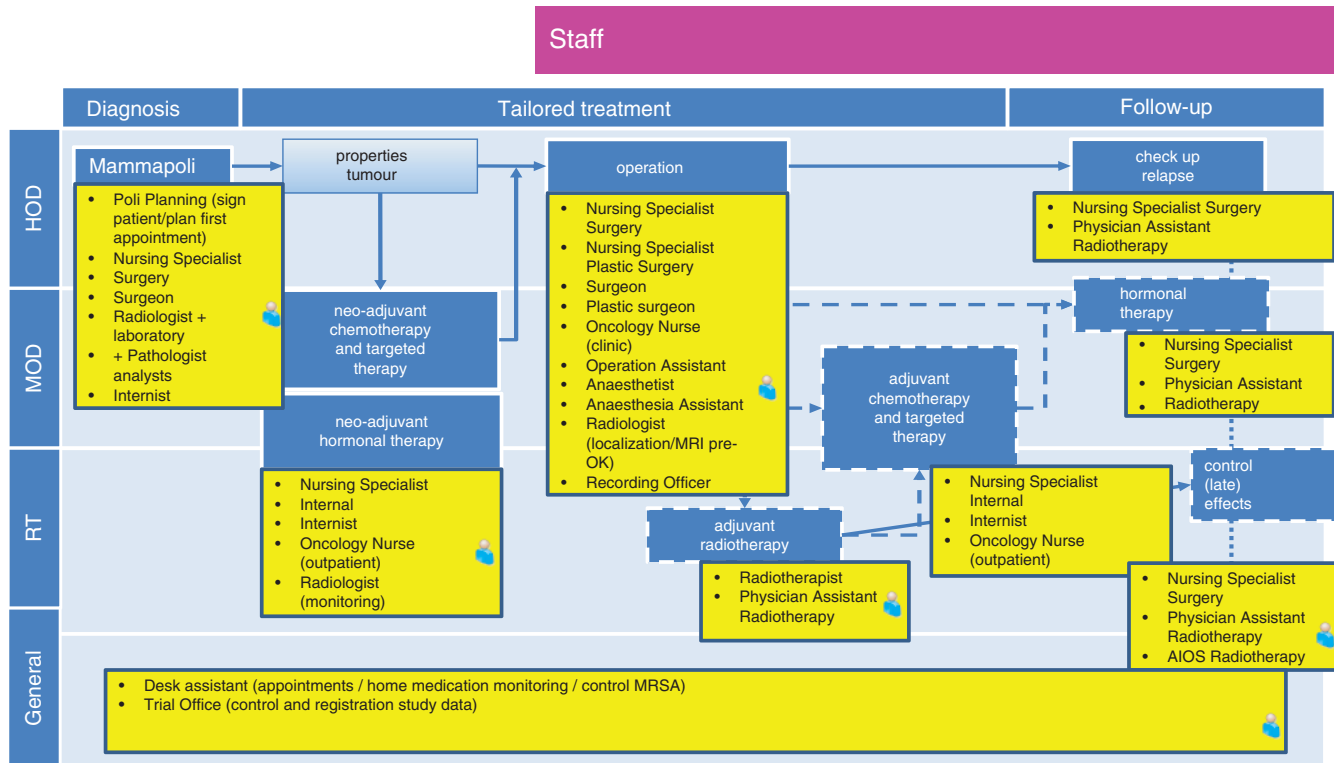 Staff
Diagnosis
Tailored treatment
Follow-up
HOD
MOD
RT
General
Mammapoli
• Poli Planning (sign
patient/plan first
appointment)
• Nursing Specialist
• Surgery
• Surgeon
• Radiologist +
• laboratory
• + Pathologist
analysts
• Internist
properties
tumour
neo-adjuvant
chemotherapy
and targeted
therapy
neo-adjuvant
hormonal therapy
• Nursing Specialist
• Internal
• Internist
• Oncology Nurse
(outpatient)
• Radiologist
(monitoring)
operation
• Nursing Specialist
Surgery
• Nursing Specialist
Plastic Surgery
• Surgeon
• Plastic surgeon
• Oncology Nurse
(clinic)
• Operation Assistant
• Anaesthetist
• Anaesthesia Assistant
• Radiologist
(localization/MRI pre-
OK)
• Recording Officer
adjuvant
radiotherapy
• Radiotherapist
• Physician Assistant
Radiotherapy
adjuvant
chemotherapy
and targeted
therapy
• Nursing Specialist
Internal
• Internist
• Oncology Nurse
(outpatient)
check up
relapse
• Nursing Specialist Surgery
• Physician Assistant
Radiotherapy
hormonal
therapy
• Nursing Specialist
Surgery
• Physician Assistant
• Radiotherapy
control
(late)
effects
• Nursing Specialist
Surgery
• Physician Assistant
Radiotherapy
• AIOS Radiotherapy
• Desk assistant (appointments / home medication monitoring / control MRSA)
• Trial Office (control and registration study data)